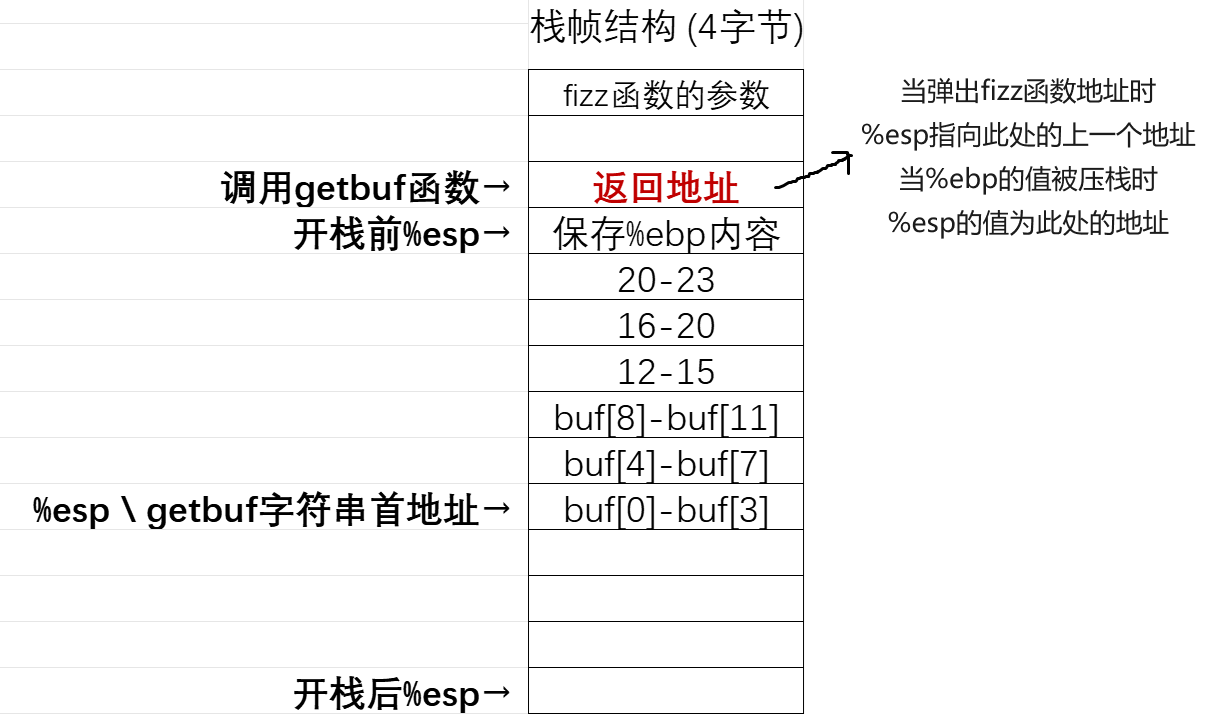 栈帧结构 (4字节)
fizz函数的参数
当弹出fizz函数地址时
%esp指向此处的上一个地址
当%ebp的值被压栈时
%esp的值为此处的地址
调用getbuf函数→
返回地址
开栈前%esp→
保存%ebp内容
20-23
16-20
12-15
buf[8]-buf[11]
buf[4]-buf[7]
%esp \ getbuf字符串首地址→
buf[0]-buf[3]
开栈后%esp→